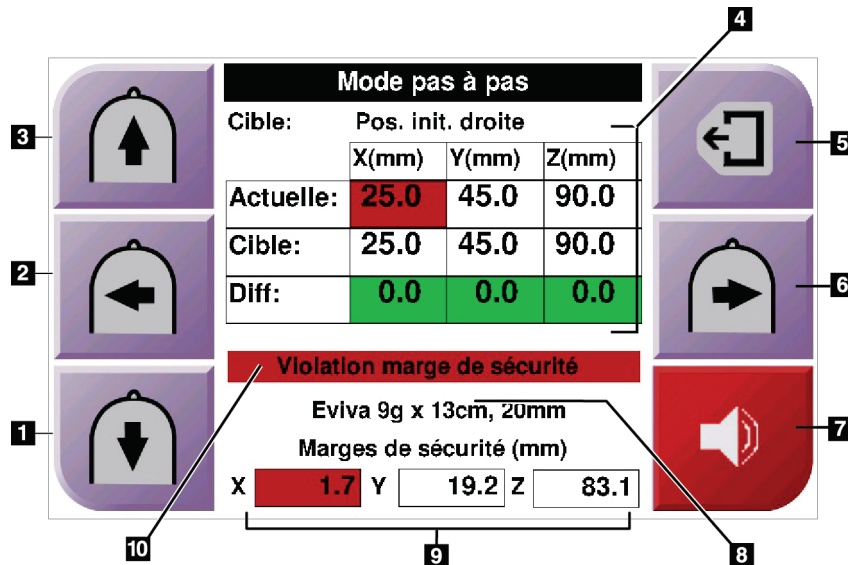 4
Mode pas à pas
Cible: Pos. init. droite
3
5
X(mm) Y(mm) Z(mm)
Actuelle: 25.0 45.0 90.0
Cible: 25.0 45.0 90.0
2
6
Diff: 0.0 0.0 0.0
Violation marge de sécurité
Eviva 9g x 13cm, 20mm
1
7
Marges de sécurité (mm)
X 1.7 Y 19.2 Z 83.1
10
9
8